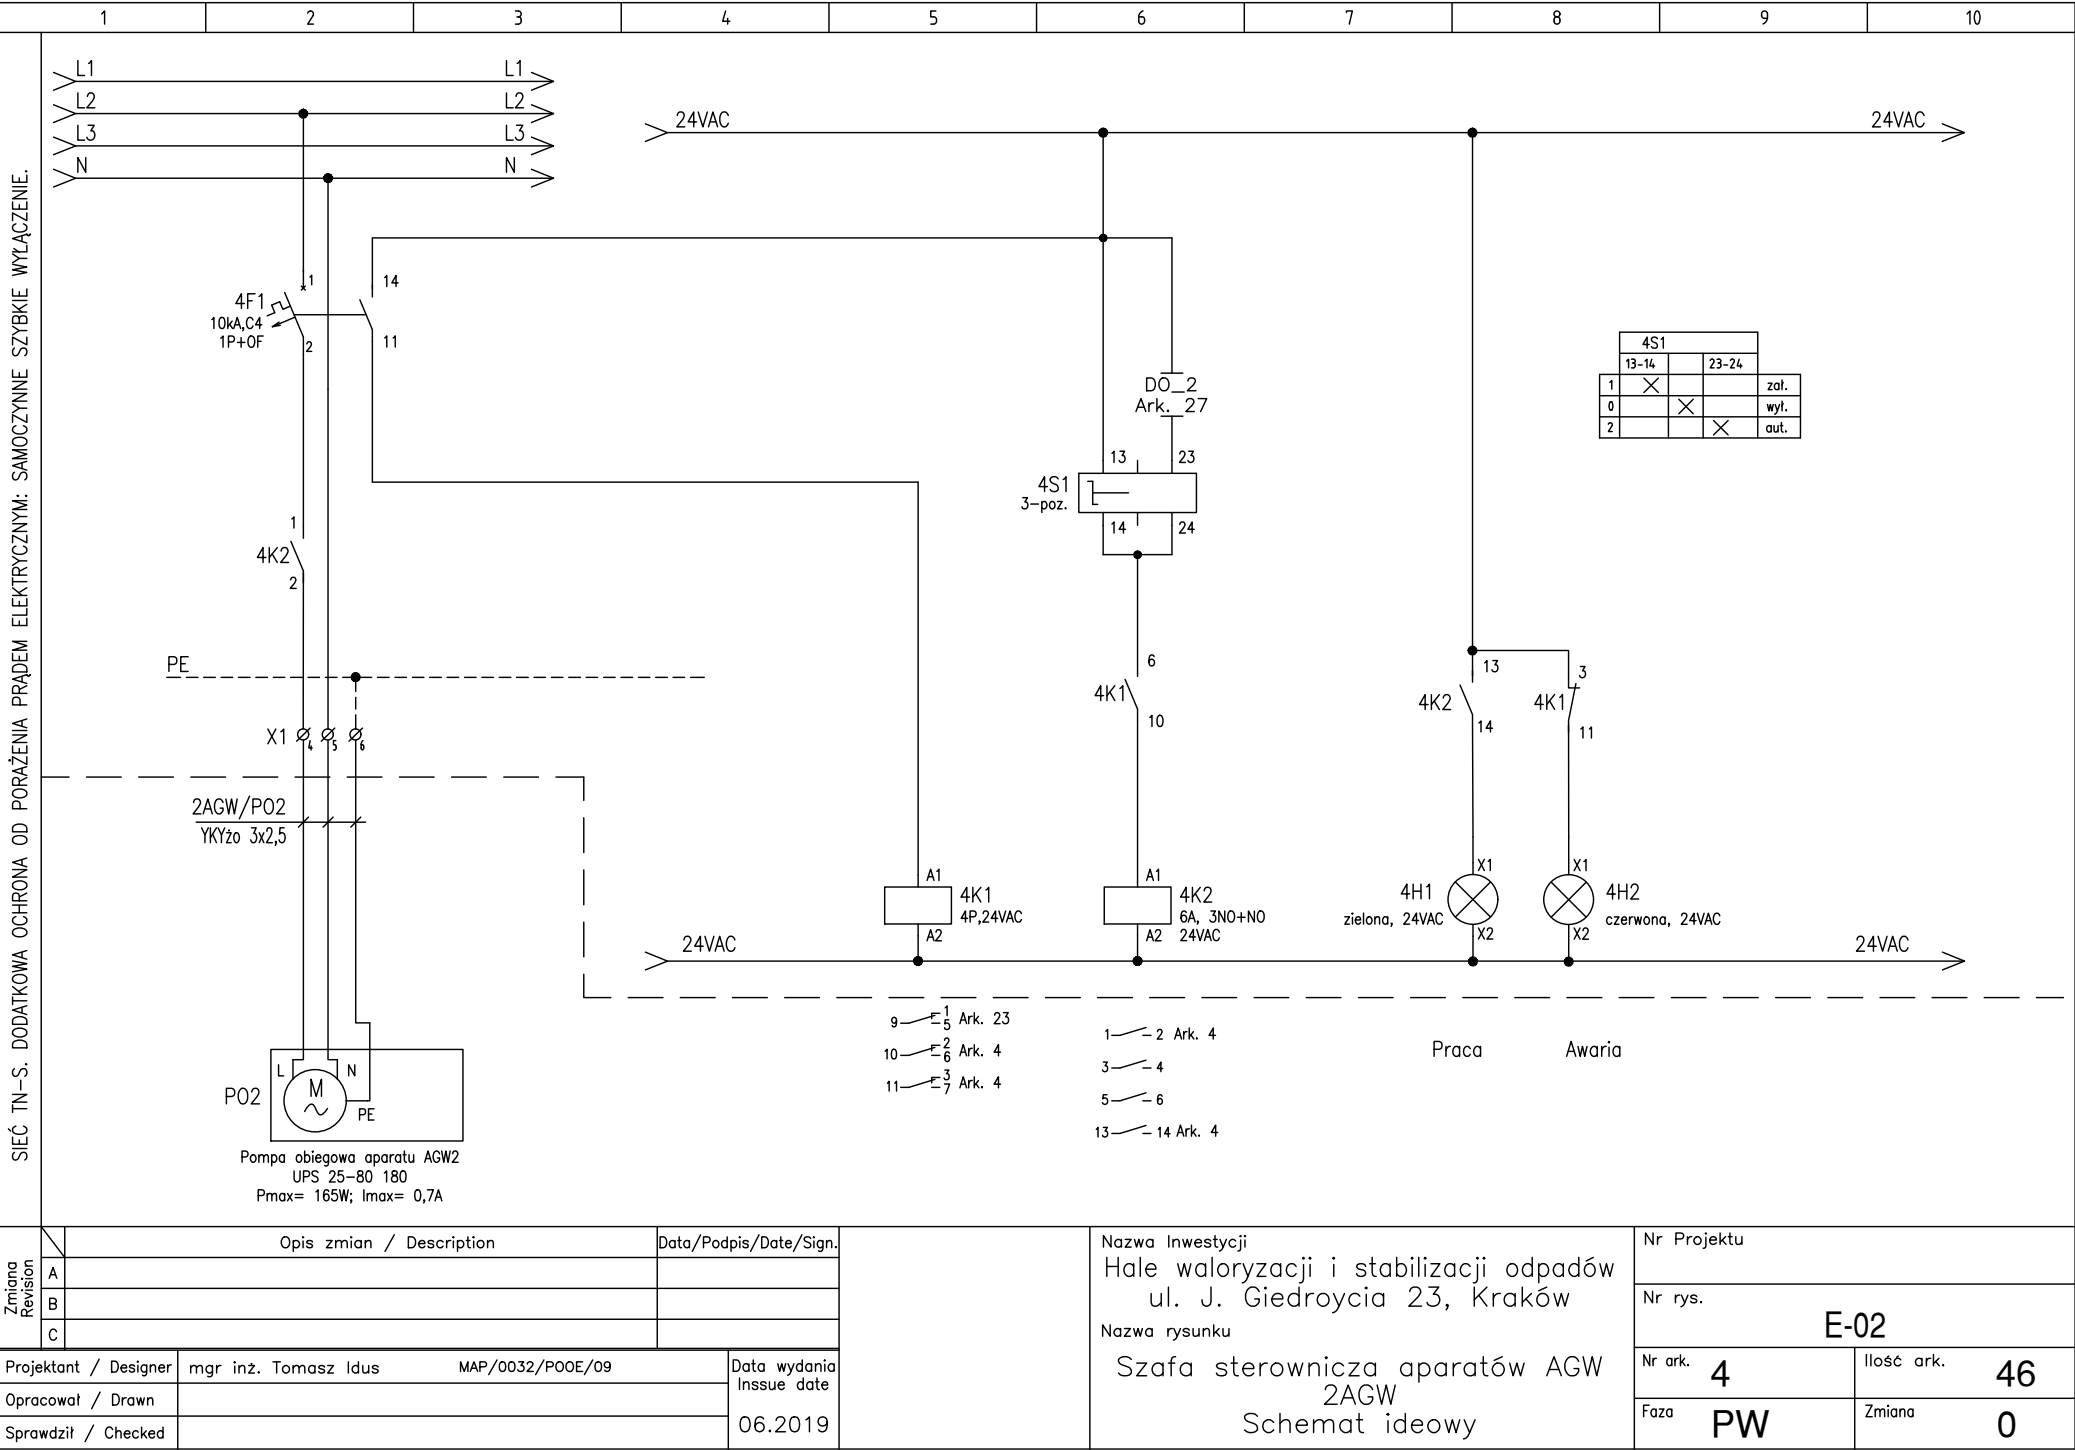 1 2 3 4 5 6 7 8 9 10
SIEĆ TN-S. DODATKOWA OCHRONA OD PORAŻENIA PRĄDEM ELEKTRYCZNYM: SAMOCZYNNE SZYBKIE WYŁĄCZENIE.
L1 L1
L2 L2
L3 L3
N N
24VAC 24VAC
4F1
10kA,C4
1P+OF
1
2
14
11
DO_2
Ark. 27
4S1
3-poz.
13 23
14 24
4S1
13-14 23-24
1 zał.
0 wył.
2 aut.
1
4K2
2
PE
X1 4 5 6
6
4K1
10
13
4K2
14
3
4K1
11
2AGW/PO2
YKYżo 3x2,5
A1
4K1
4P,24VAC
A2
A1
4K2
6A, 3NO+NO
24VAC
A2
X1
4H1
zielona, 24VAC
X2
X1
4H2
czerwona, 24VAC
X2
24VAC 24VAC
9 1 5 Ark. 23
10 2 6 Ark. 4
11 3 7 Ark. 4
1 2 Ark. 4
3 4
5 6
13 14 Ark. 4
Praca Awaria
L N
M
PO2
PE
Pompa obiegowa aparatu AGW2
UPS 25-80 180
Pmax= 165W; Imax= 0,7A
Zmiana
Revision
Opis zmian / Description Data/Podpis/Date/Sign.
A
B
C
Projektant / Designer mgr inż. Tomasz Idus MAP/0032/POOE/09
Opracował / Drawn
Sprawdził / Checked
Data wydania
Inssue date
06.2019
Nazwa Inwestycji
Hale waloryzacji i stabilizacji odpadów
ul. J. Giedroycia 23, Kraków
Nazwa rysunku
Szafa sterownicza aparatów AGW
2AGW
Schemat ideowy
Nr Projektu
Nr rys.
E-02
Nr ark. 4 Ilość ark. 46
Faza PW Zmiana 0